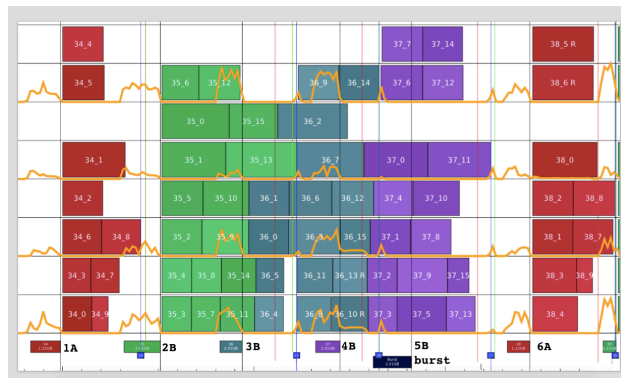 34_4 37_7 37_14 38_5 R
34_5 35_6 35_12 36_9 36_14 37_6 37_12 38_6 R
35_0 35_15 36_2
34_1 35_1 35_13 36_7 37_0 37_11 38_0
34_2 35_5 35_10 36_1 36_6 36_12 37_4 37_10 38_2 38_8
34_6 34_8 35_2 35_9 36_0 36_3 36_15 37_1 37_8 38_1 38_7
34_3 34_7 35_4 35_8 35_14 36_5 36_11 36_13 R 37_2 37_9 37_15 38_3 38_9
34_0 34_9 35_3 35_7 35_11 36_4 36_8 36_10 R 37_3 37_5 37_13 38_4
1A 2B 3B 4B 5B 6A
Burst burst